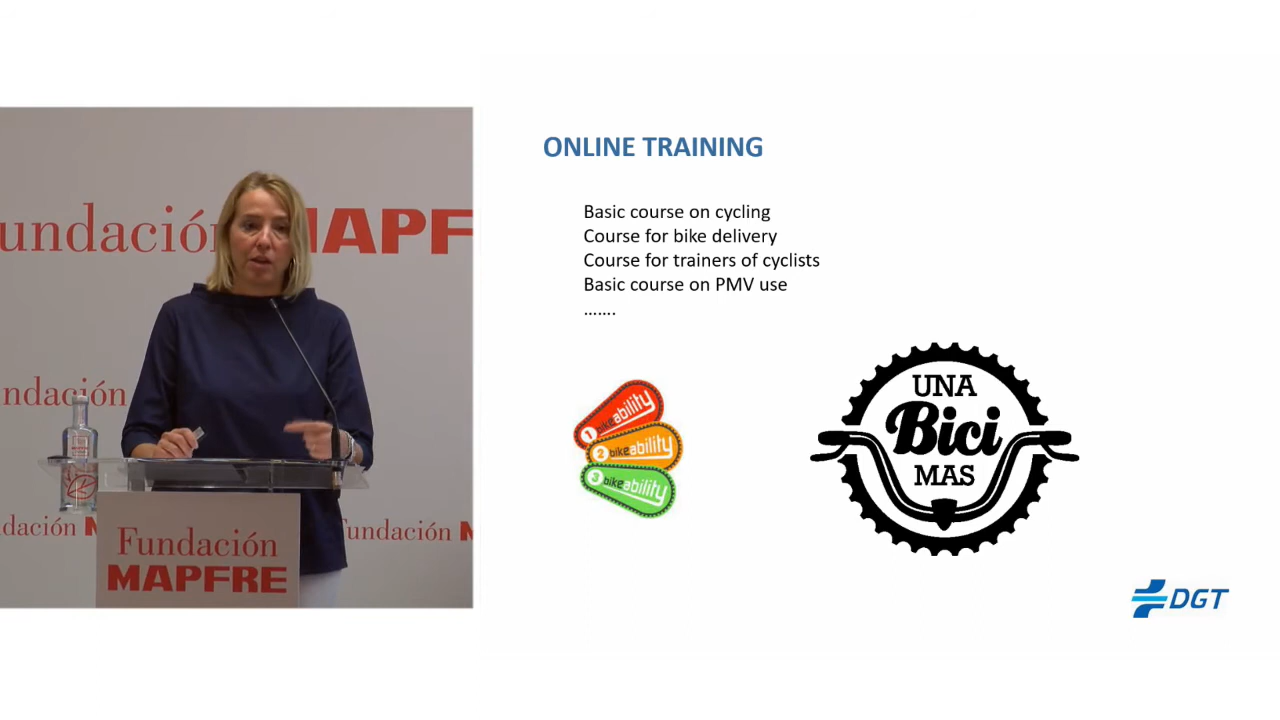 undación MAPF
ndación
dación M
Fundación M
Fundación
MAPFRE
ONLINE TRAINING
Basic course on cycling
Course for bike delivery
Course for trainers of cyclists
Basic course on PMV use
.......
1 bikeability
2 bikeability
3 bikeability
UNA
Bici
MAS
DGT